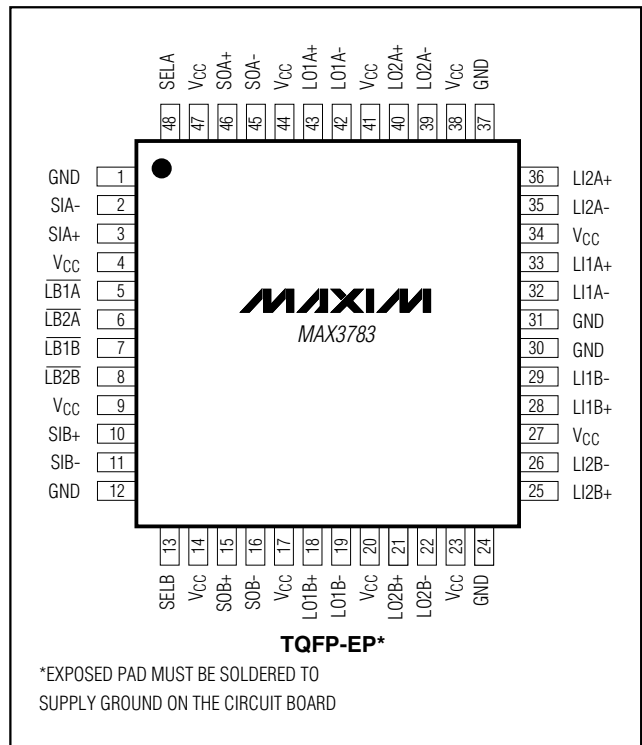 SELA VCC SOA+ SOA- VCC LO1A+ LO1A- VCC LO2A+ LO2A- VCC GND
48 47 46 45 44 43 42 41 40 39 38 37
GND 1 36 LI2A+
SIA- 2 35 LI2A-
SIA+ 3 34 VCC
VCC 4 33 LI1A+
LB1A 5 32 LI1A-
LB2A 6 31 GND
MAXIM
MAX3783
LB1B 7 30 GND
LB2B 8 29 LI1B-
VCC 9 28 LI1B+
SIB+ 10 27 VCC
SIB- 11 26 LI2B-
GND 12 25 LI2B+
13 14 15 16 17 18 19 20 21 22 23 24
SELB VCC SOB+ SOB- VCC LO1B+ LO1B- VCC LO2B+ LO2B- VCC GND
TQFP-EP*
*EXPOSED PAD MUST BE SOLDERED TO
SUPPLY GROUND ON THE CIRCUIT BOARD